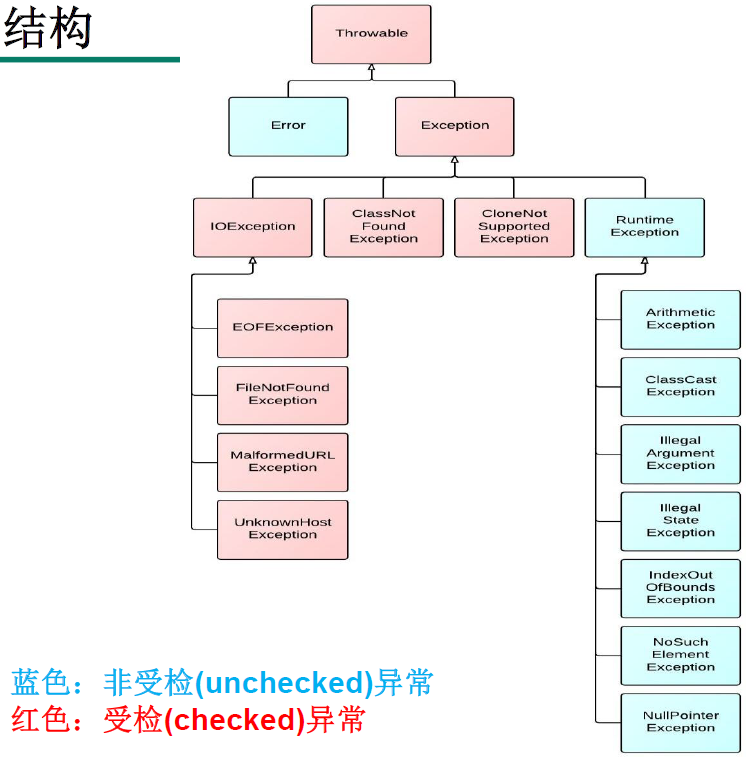 结构
Throwable
Error
Exception
IOException
ClassNot
Found
Exception
CloneNot
Supported
Exception
Runtime
Exception
EOFException
FileNotFound
Exception
MalformedURL
Exception
UnknownHost
Exception
Arithmetic
Exception
ClassCast
Exception
Illegal
Argument
Exception
Illegal
State
Exception
IndexOut
OfBounds
Exception
NoSuch
Element
Exception
NullPointer
Exception
蓝色：非受检(unchecked)异常
红色：受检(checked)异常